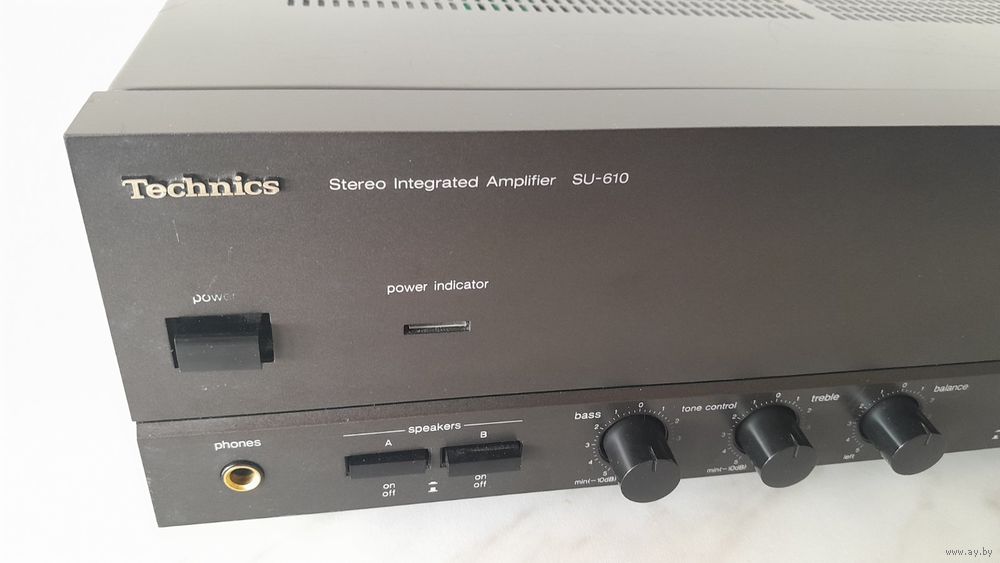 Technics
Stereo Integrated Amplifier SU-610
power
power indicator
phones
speakers
A B
on off
on off
bass
tone control
treble
balance
min(-10dB)
min(-10dB)
left
www.ay.by